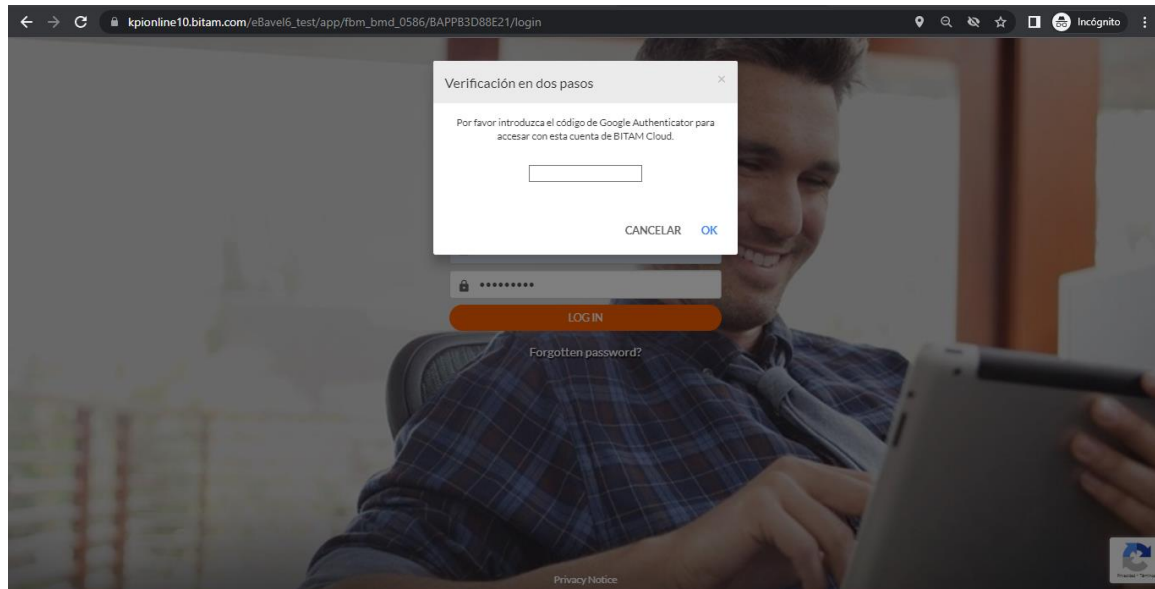 kpionline10.bitam.com/eBavel6_test/app/fbm_bmd_0586/BAPPB3D88E21/login
Incógnito
Verificación en dos pasos
×
Por favor introduzca el código de Google Authenticator para
accesar con esta cuenta de BITAM Cloud.
CANCELAR OK
•••••••••
LOG IN
Forgotten password?
Privacy Notice